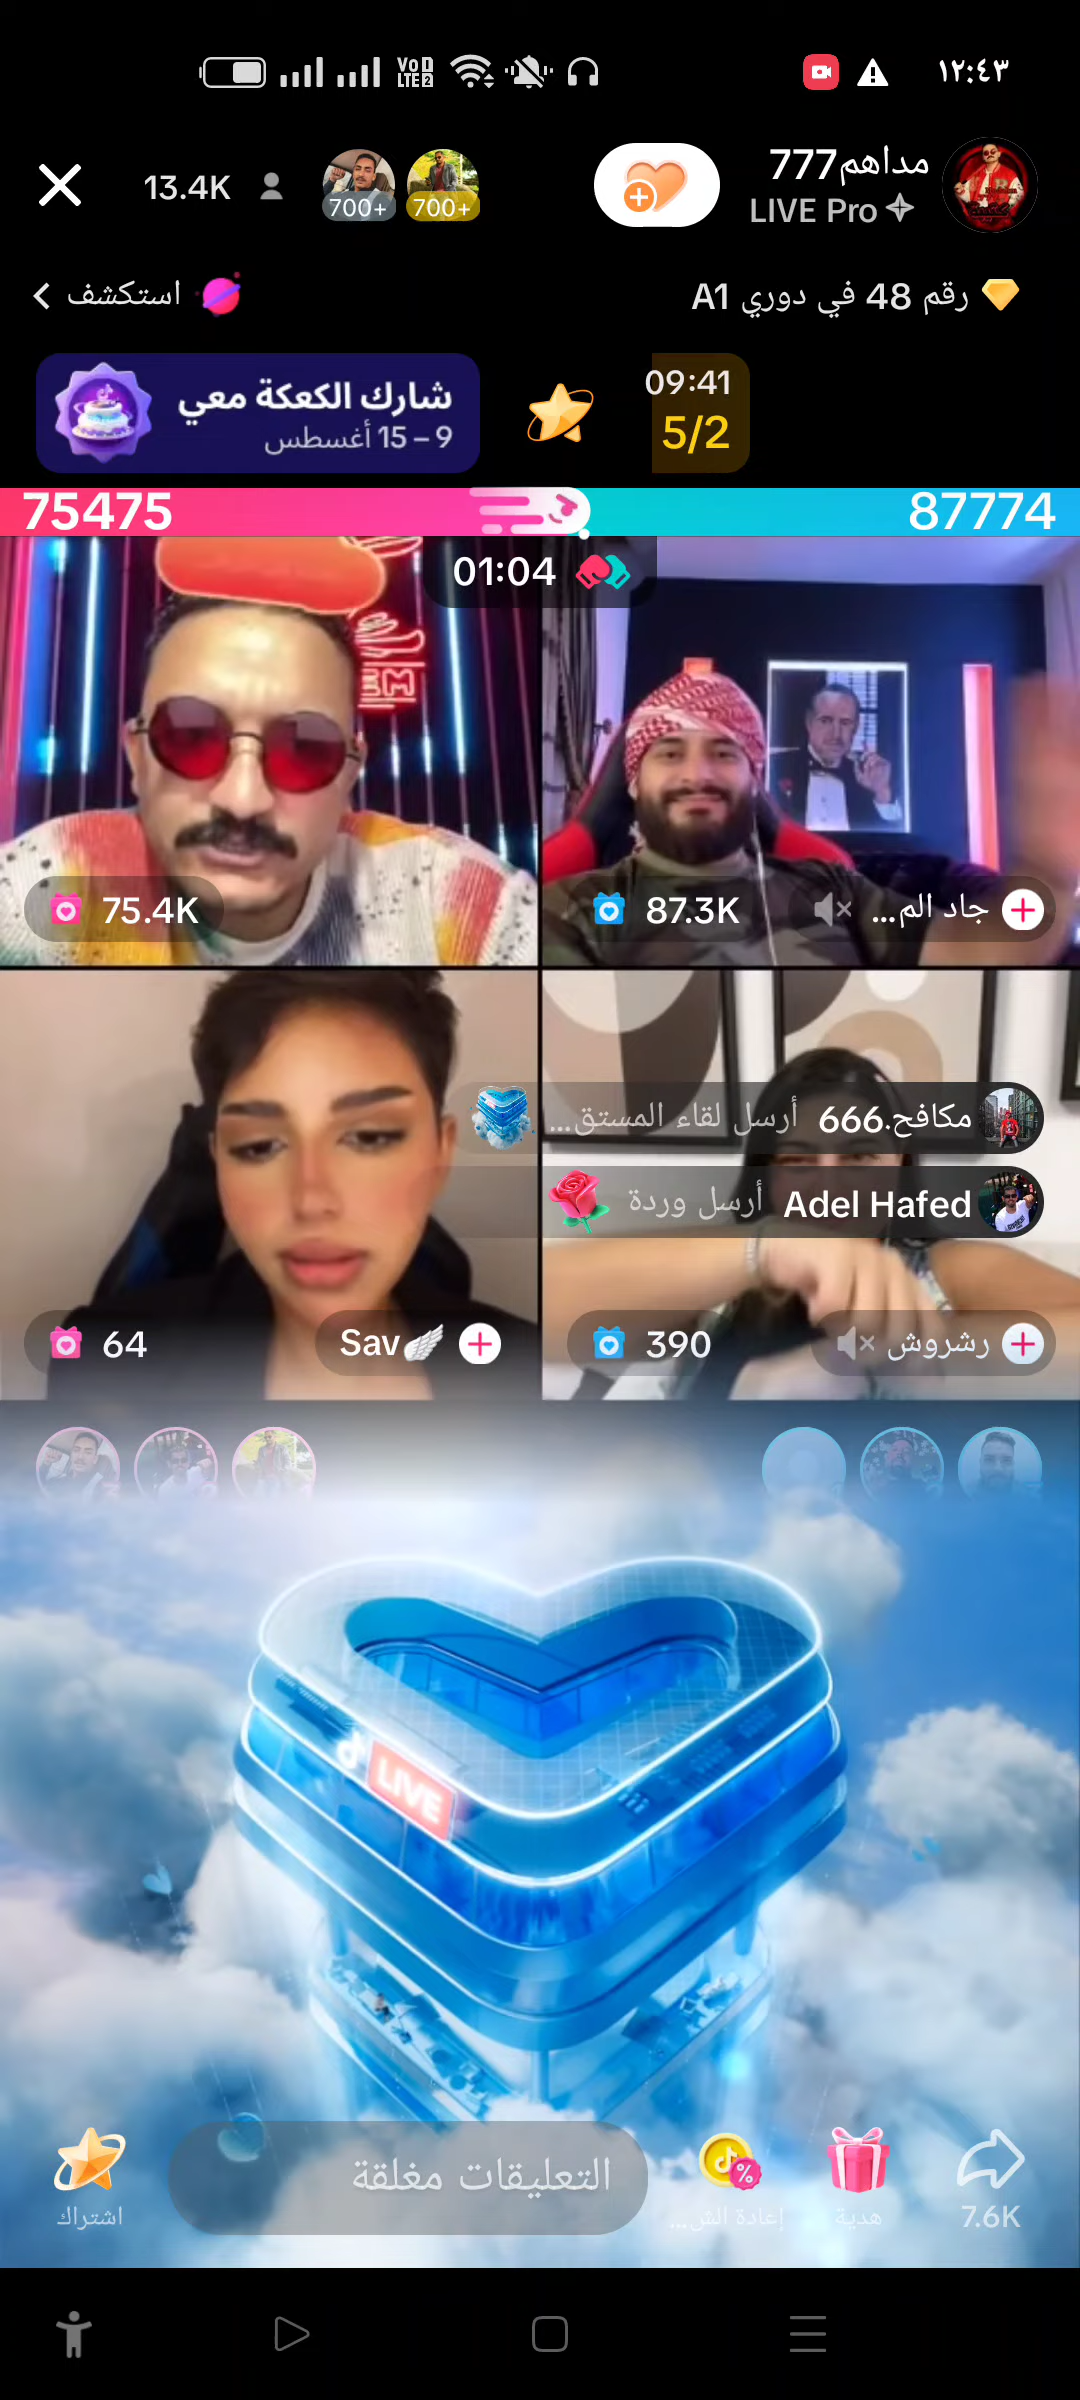 ١٢:٤٣
VoD LTE2
مداهم777
LIVE Pro
700+
700+
13.4K
رقم 48 في دوري A1
استكشف
09:41
5/2
شارك الكعكة معي
9 – 15 أغسطس
75475
87774
01:04
75.4K
87.3K
جاد الم...
مكافح.666 أرسل لقاء المستق...
Adel Hafed أرسل وردة
64
Sav
390
رشروش
LIVE
التعليقات مغلقة
اشتراك
إعادة الش...
هدية
7.6K